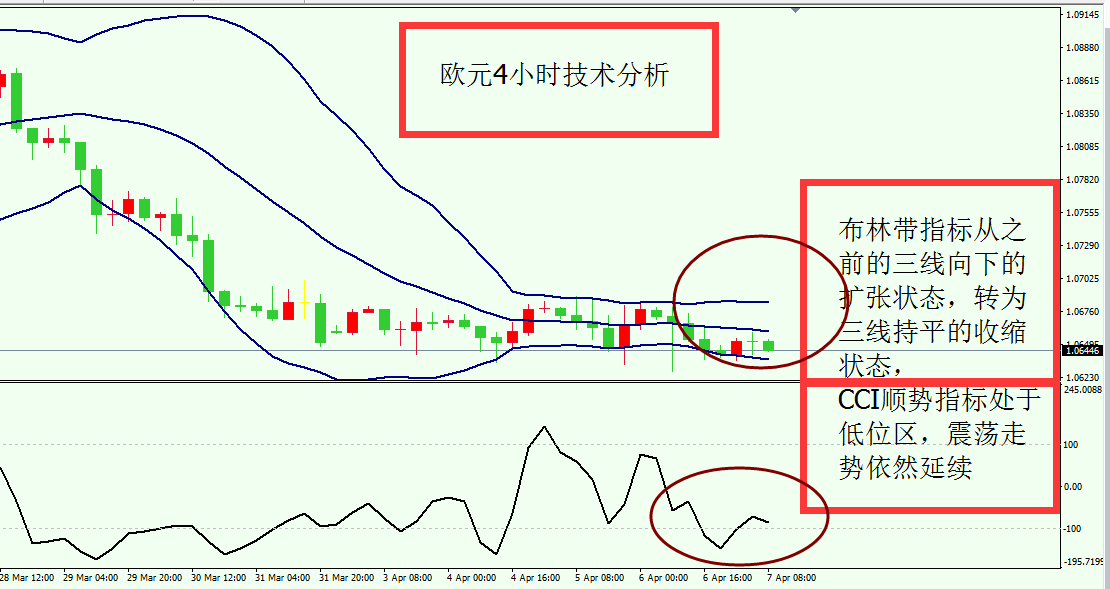 欧元4小时技术分析
布林带指标从之
前的三线向下的
扩张状态，转为
三线持平的收缩
状态，
CCI顺势指标处于
低位区，震荡走
势依然延续
1.09145
1.08880
1.08615
1.08350
1.08085
1.07820
1.07555
1.07290
1.07025
1.06760
1.06495
1.06446
1.06230
245.0088
100
0.00
-100
-195.7199
28 Mar 12:00 29 Mar 04:00 29 Mar 20:00 30 Mar 12:00 31 Mar 04:00 31 Mar 20:00 3 Apr 08:00 4 Apr 00:00 4 Apr 16:00 5 Apr 08:00 6 Apr 00:00 6 Apr 16:00 7 Apr 08:00